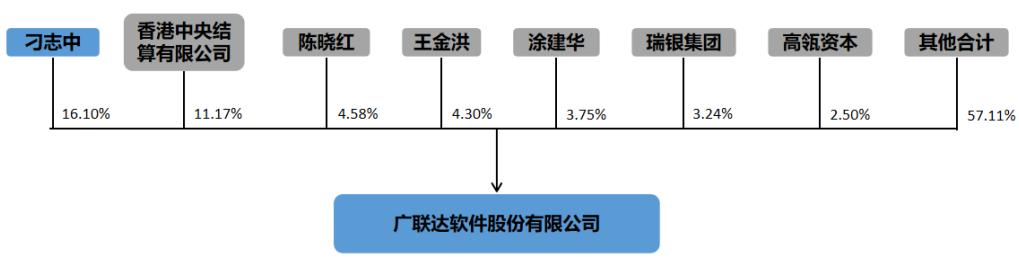 刁志中
香港中央结
算有限公司
陈晓红
王金洪
涂建华
瑞银集团
高瓴资本
其他合计
16.10%
11.17%
4.58%
4.30%
3.75%
3.24%
2.50%
57.11%
广联达软件股份有限公司